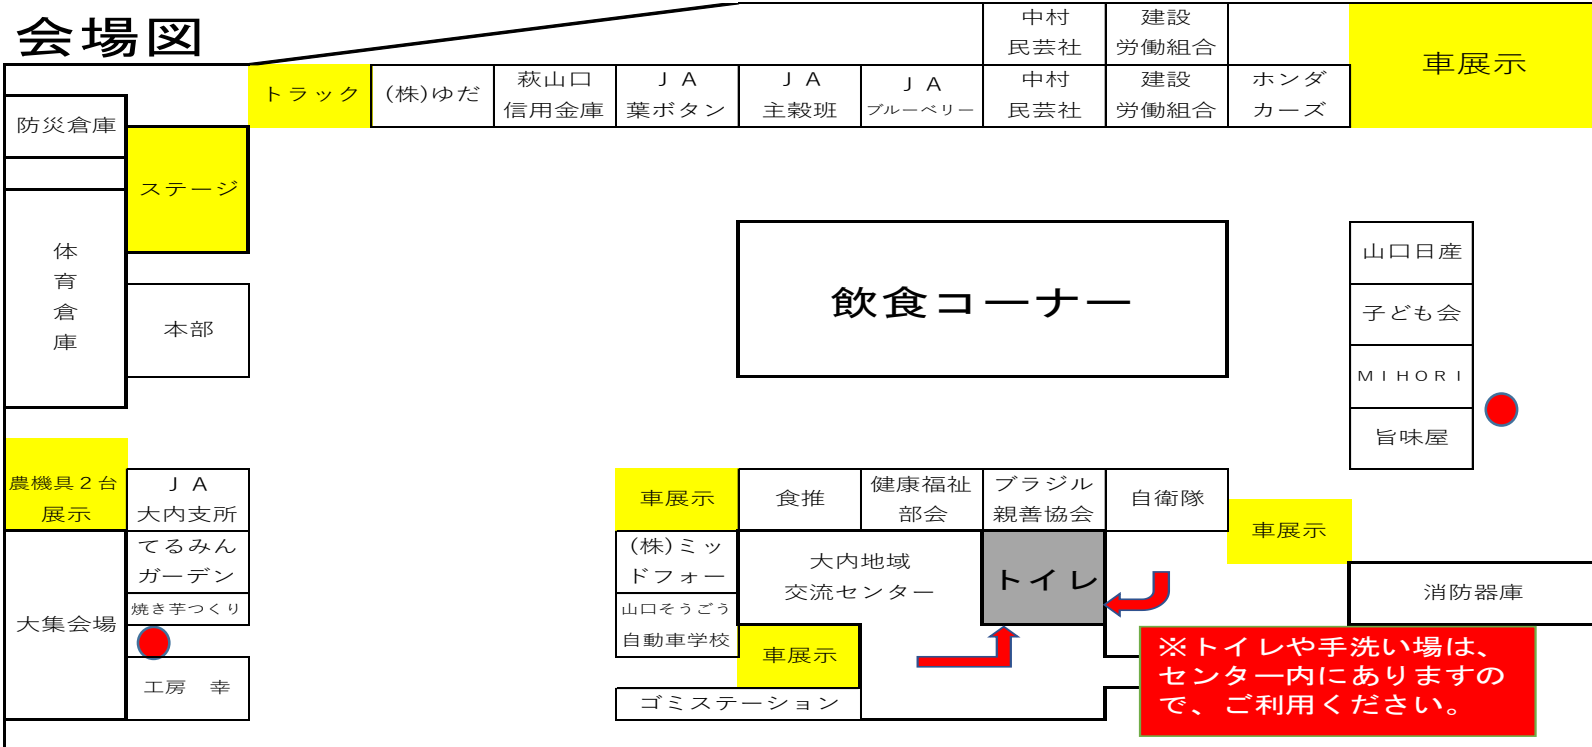 会場図
中村
民芸社
建設
労働組合
車展示
トラック
(株)ゆだ
萩山口
信用金庫
ＪＡ
葉ボタン
ＪＡ
主穀班
ＪＡ
ブルーベリー
中村
民芸社
建設
労働組合
ホンダ
カーズ
防災倉庫
ステージ
体
育
倉
庫
本部
飲食コーナー
山口日産
子ども会
ＭＩＨＯＲＩ
旨味屋
農機具２台
展示
ＪＡ
大内支所
車展示
食推
健康福祉
部会
ブラジル
親善協会
自衛隊
車展示
大集会場
てるみん
ガーデン
焼き芋つくり
工房　幸
(株)ミッ
ドフォー
山口そうごう
自動車学校
大内地域
交流センター
トイレ
消防器庫
車展示
ゴミステーション
※トイレや手洗い場は、
センター内にありますの
で、ご利用ください。